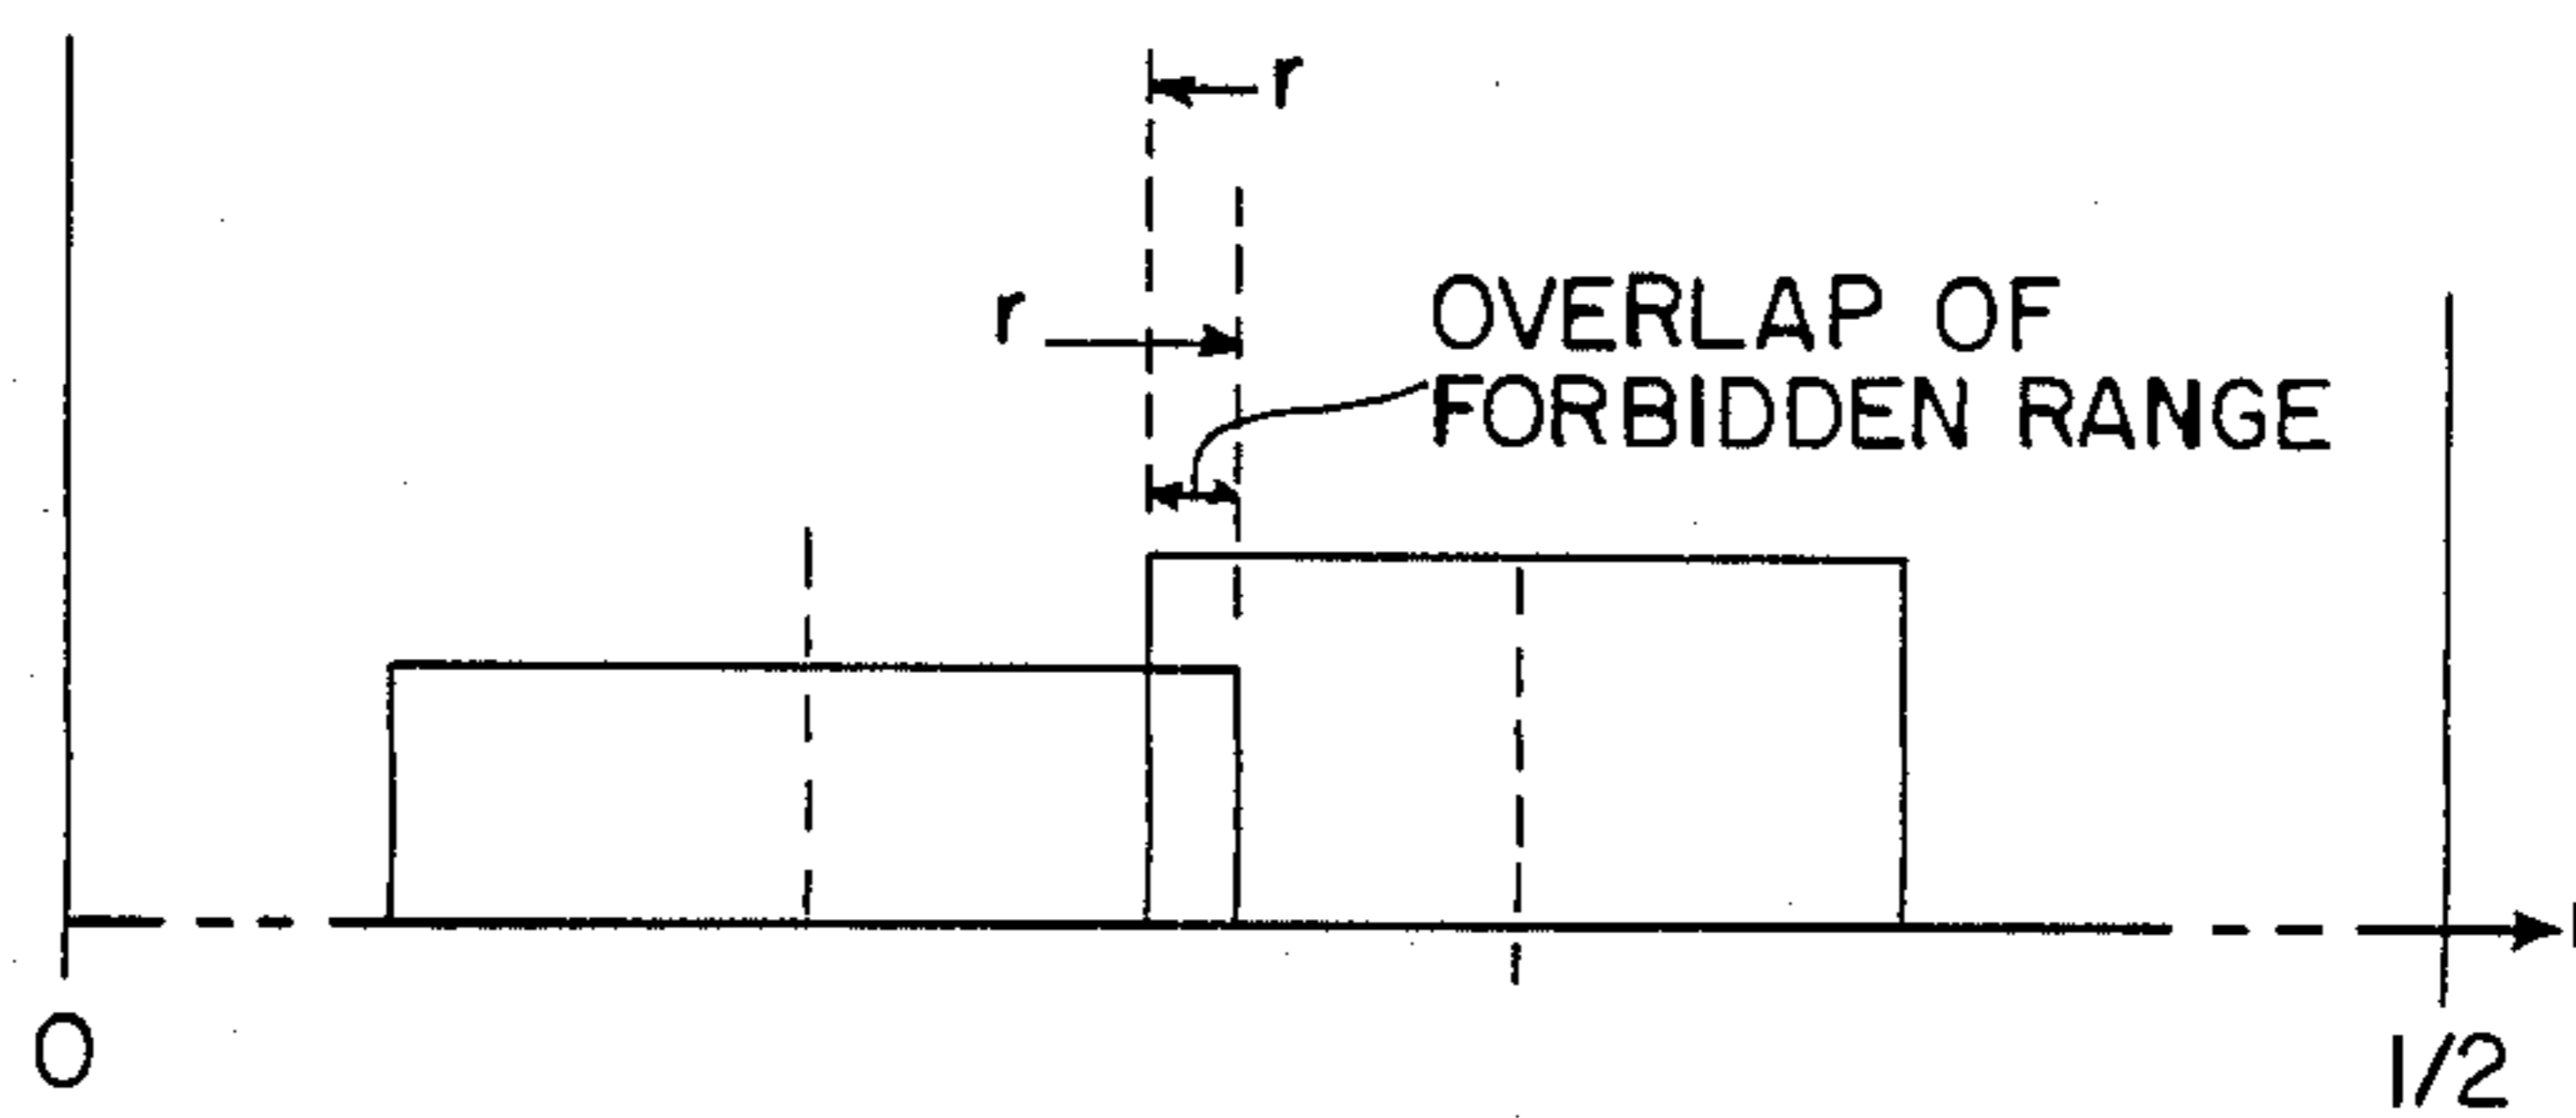 r
r
OVERLAP OF
FORBIDDEN RANGE
0
1/2